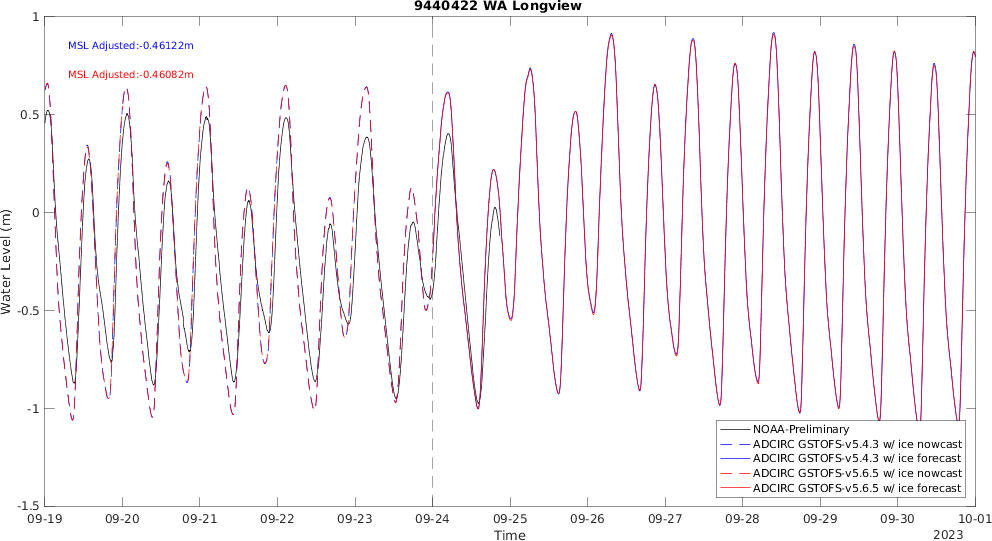 9440422 WA Longview
MSL Adjusted:-0.46122m
MSL Adjusted:-0.46082m
Water Level (m)
1
0.5
0
-0.5
-1
-1.5
NOAA-Preliminary
ADCIRC GSTOFS-v5.4.3 w/ ice nowcast
ADCIRC GSTOFS-v5.4.3 w/ ice forecast
ADCIRC GSTOFS-v5.6.5 w/ ice nowcast
ADCIRC GSTOFS-v5.6.5 w/ ice forecast
09-19 09-20 09-21 09-22 09-23 09-24 09-25 09-26 09-27 09-28 09-29 09-30 10-01
Time
2023